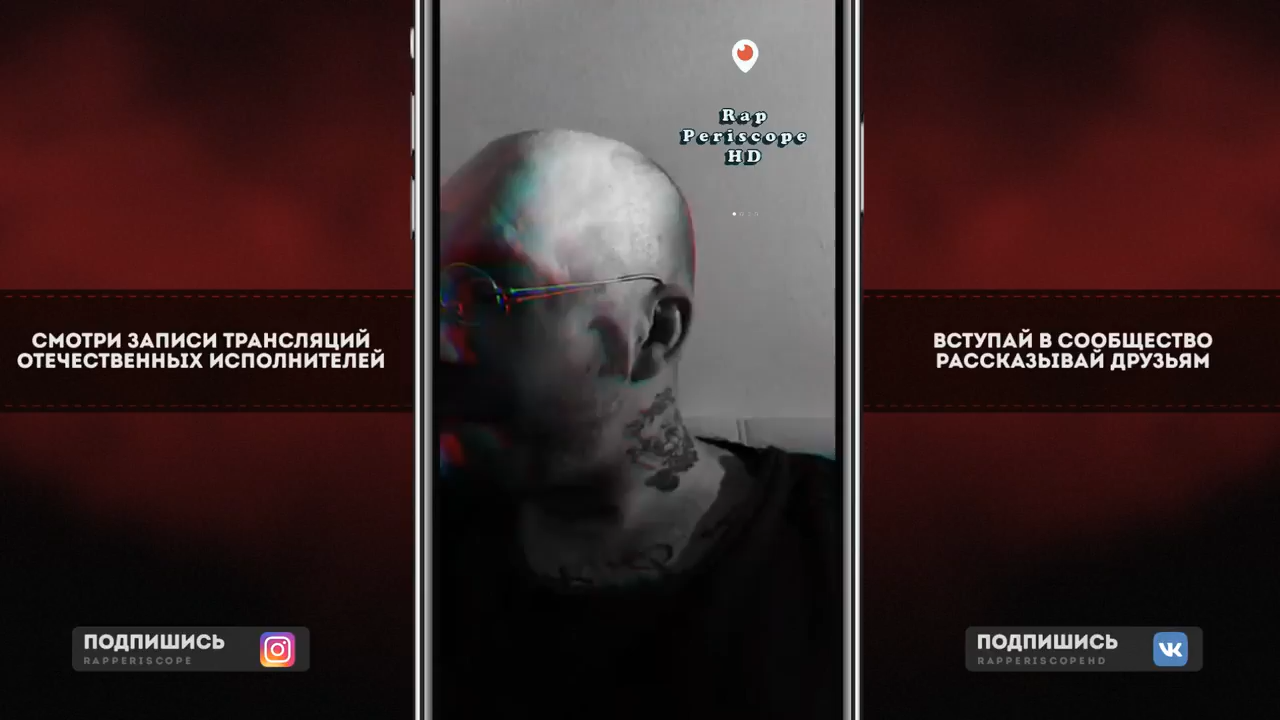 Rap
Periscope
HD
СМОТРИ ЗАПИСИ ТРАНСЛЯЦИЙ
ОТЕЧЕСТВЕННЫХ ИСПОЛНИТЕЛЕЙ
ВСТУПАЙ В СООБЩЕСТВО
РАССКАЗЫВАЙ ДРУЗЬЯМ
ПОДПИШИСЬ
RAPPERISCOPE
ПОДПИШИСЬ
RAPPERISCOPEHD